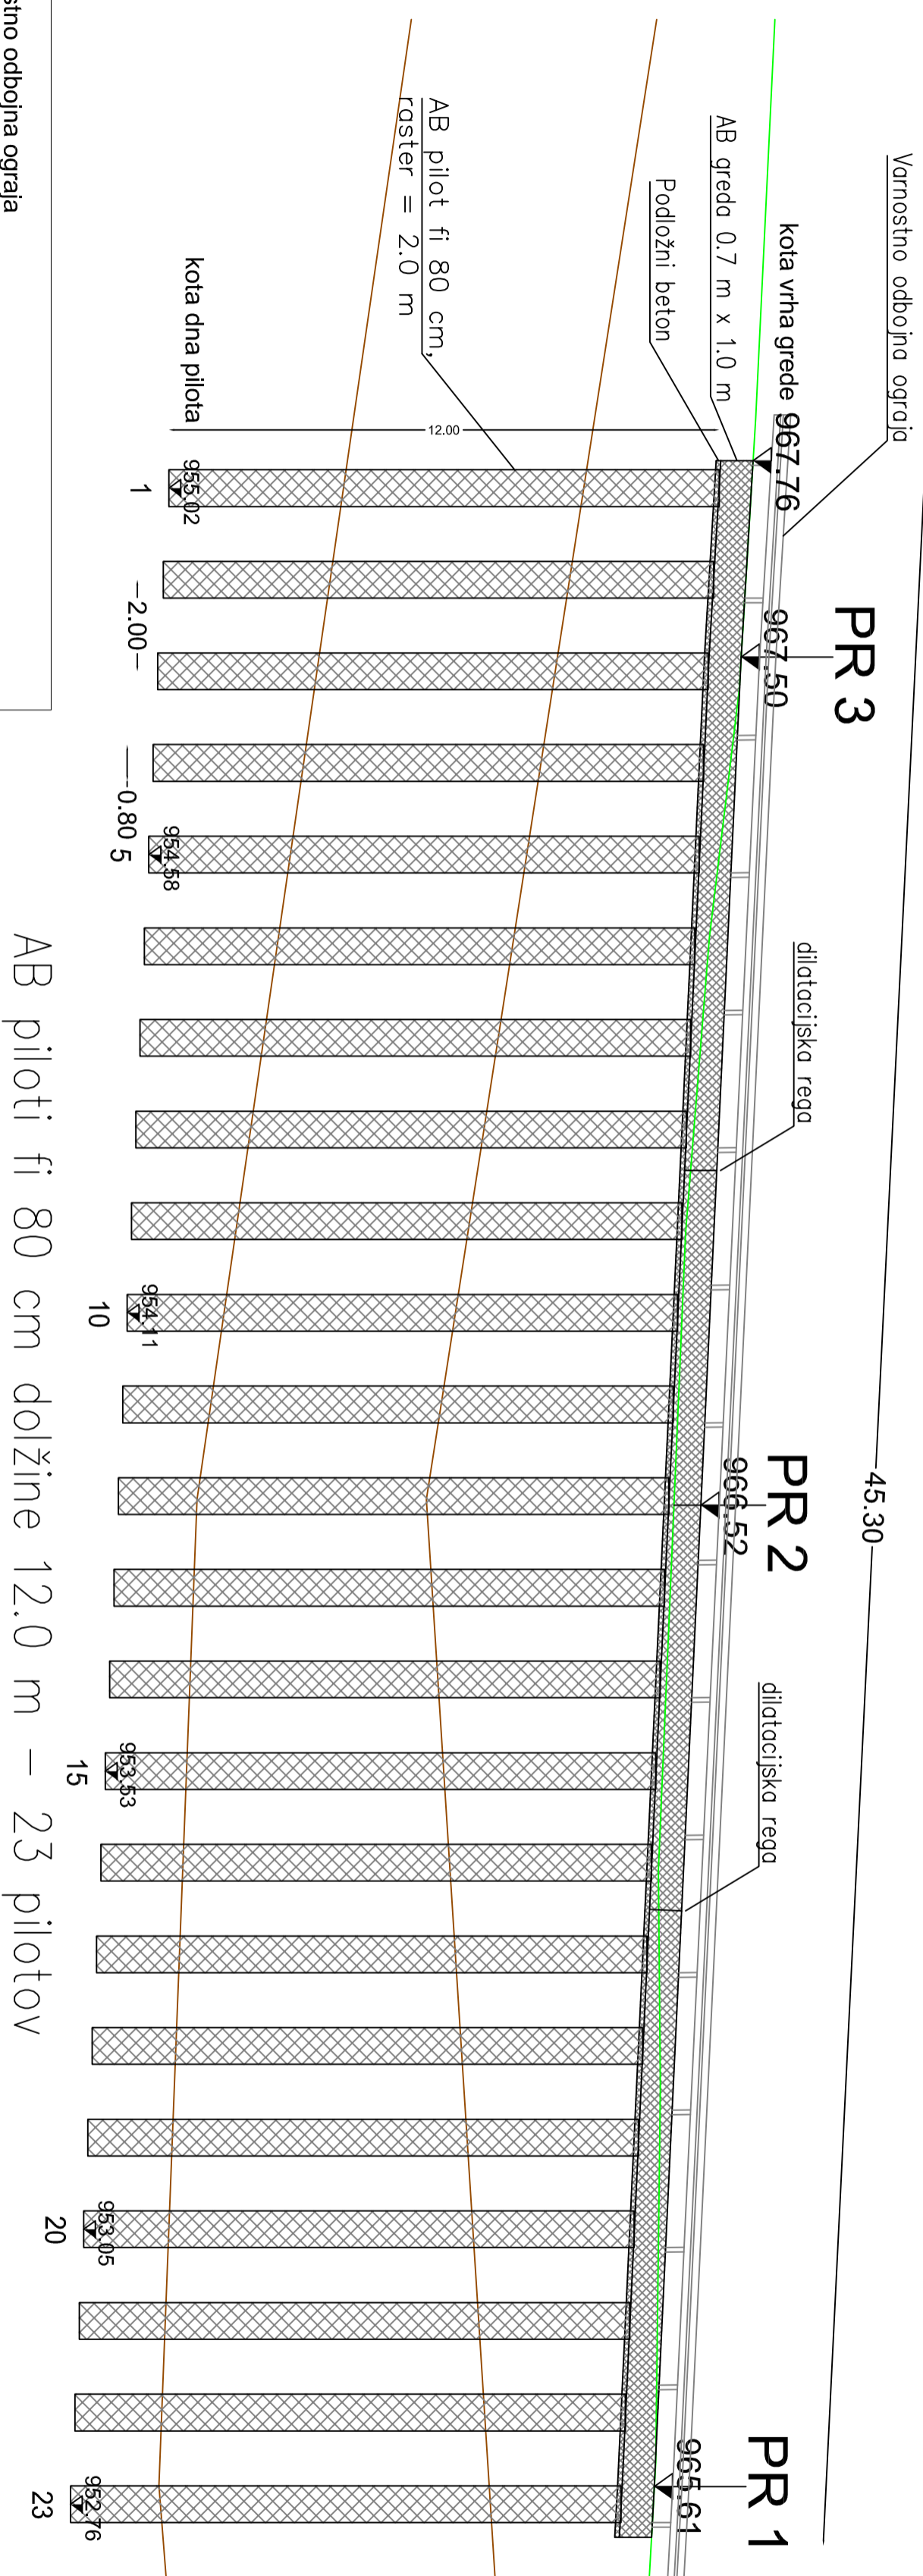 Varnostno odbojna ograja
45.30
PR 3
PR 2
PR 1
kota vrha grede
967.76
967.50
966.52
965.61
AB greda 0.7 m x 1.0 m
Podložni beton
dilatacijska rega
dilatacijska rega
AB pilot fi 80 cm,
raster = 2.0 m
12.00
kota dna pilota
955.02
954.58
954.11
953.53
953.05
952.76
1
2.00
0.80
5
10
15
20
23
AB piloti fi 80 cm dolžine 12.0 m - 23 pilotov
stno odbojna ograja